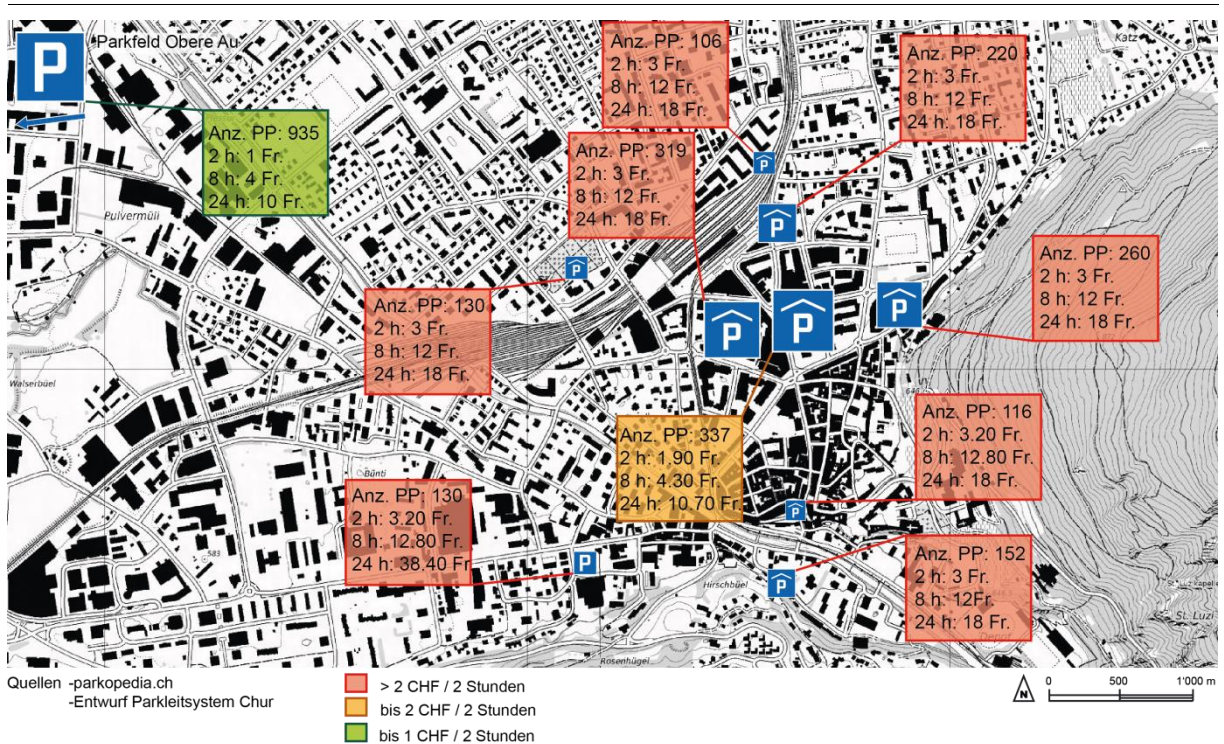 P
Parkfeld Obere Au
Anz. PP: 935
2 h: 1 Fr.
8 h: 4 Fr.
24 h: 10 Fr.
Anz. PP: 106
2 h: 3 Fr.
8 h: 12 Fr.
24 h: 18 Fr.
Anz. PP: 220
2 h: 3 Fr.
8 h: 12 Fr.
24 h: 18 Fr.
Katz
Anz. PP: 319
2 h: 3 Fr.
8 h: 12 Fr.
24 h: 18 Fr.
P
P
Pulvermüli
P
Anz. PP: 260
2 h: 3 Fr.
8 h: 12 Fr.
24 h: 18 Fr.
Anz. PP: 130
2 h: 3 Fr.
8 h: 12 Fr.
24 h: 18 Fr.
P
P
P
Walserbüel
Anz. PP: 337
2 h: 1.90 Fr.
8 h: 4.30 Fr.
24 h: 10.70 Fr.
Anz. PP: 116
2 h: 3.20 Fr.
8 h: 12.80 Fr.
24 h: 18 Fr.
Bünti
Anz. PP: 130
2 h: 3.20 Fr.
8 h: 12.80 Fr.
24 h: 38.40 Fr
583
P
P
P
Hirschbüel
Anz. PP: 152
2 h: 3 Fr.
8 h: 12Fr.
24 h: 18 Fr.
Depot
St. Luzi
Rosenhügel
Quellen -parkopedia.ch
-Entwurf Parkleitsystem Chur
> 2 CHF / 2 Stunden
bis 2 CHF / 2 Stunden
bis 1 CHF / 2 Stunden
N
0 500 1'000 m